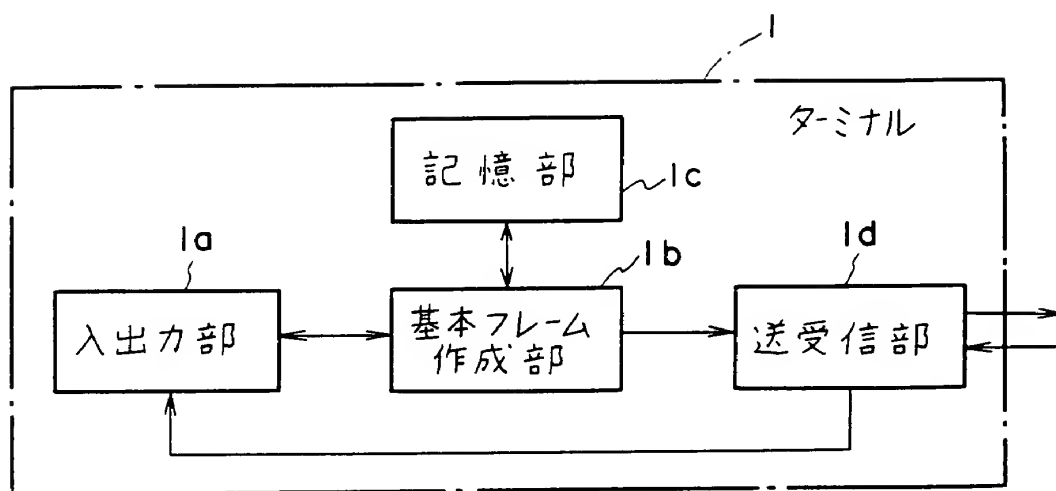 1
ターミナル
記憶部
1c
1a
1b
1d
入出力部
基本フレーム
作成部
送受信部